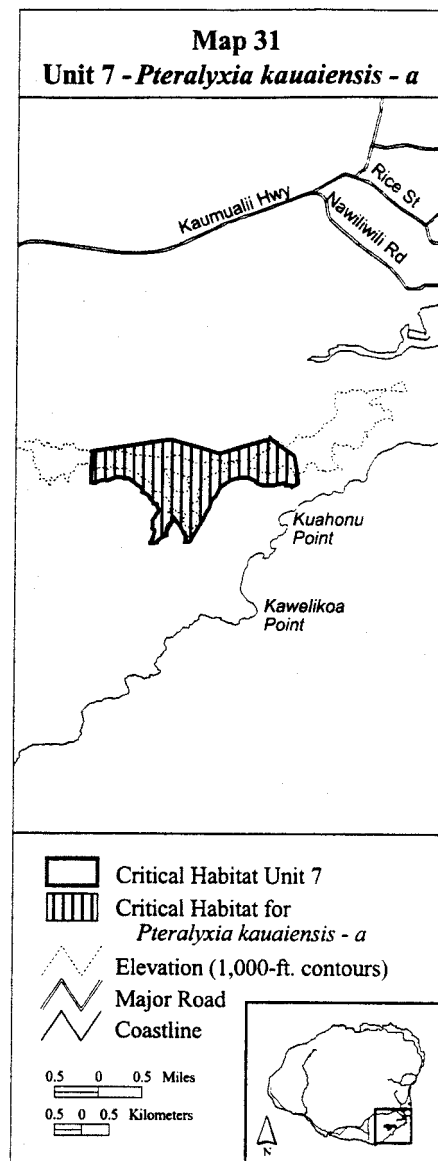 Map 31
Unit 7 - Pteralyxia kauaiensis - a
Rice St
Kaumualii Hwy
Nawiliwili Rd
Kuahonu
Point
Kawelikoa
Point
Critical Habitat Unit 7
Critical Habitat for
Pteralyxia kauaiensis - a
Elevation (1,000-ft. contours)
Major Road
Coastline
0.5 0 0.5 Miles
0.5 0 0.5 Kilometers
N